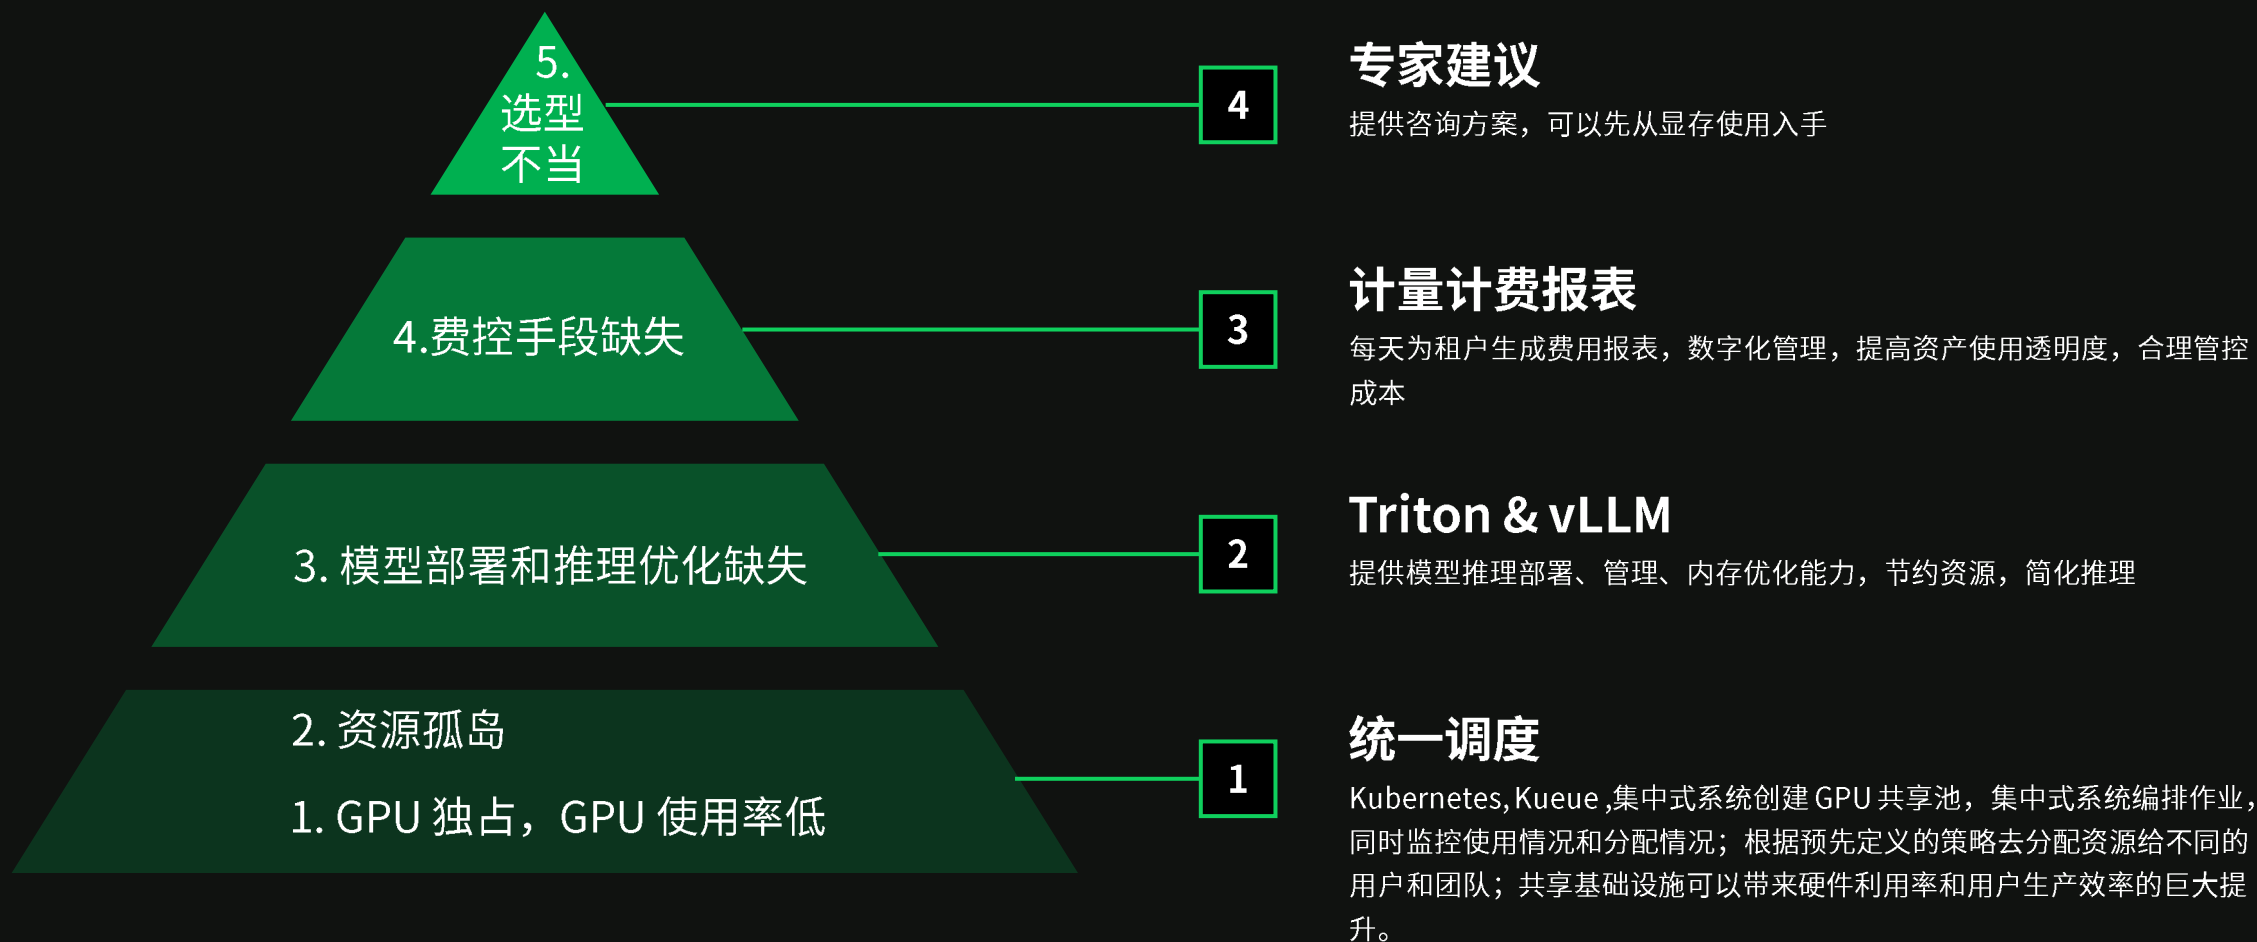 5.
选型
不当
4
专家建议
提供咨询方案，可以先从显存使用入手
4.费控手段缺失
3
计量计费报表
每天为租户生成费用报表，数字化管理，提高资产使用透明度，合理管控
成本
3. 模型部署和推理优化缺失
2
Triton & vLLM
提供模型推理部署、管理、内存优化能力，节约资源，简化推理
2. 资源孤岛
1. GPU 独占，GPU 使用率低
1
统一调度
Kubernetes, Kueue ,集中式系统创建 GPU 共享池，集中式系统编排作业，
同时监控使用情况和分配情况；根据预先定义的策略去分配资源给不同的
用户和团队；共享基础设施可以带来硬件利用率和用户生产效率的巨大提
升。